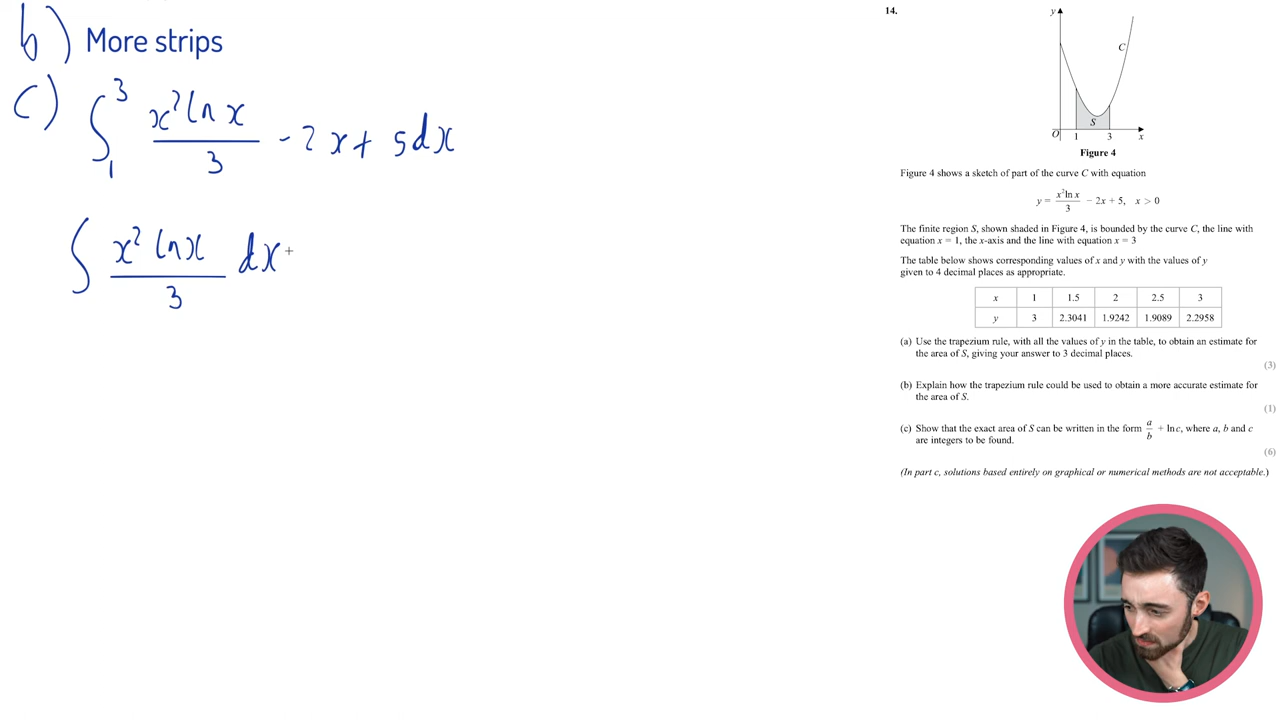 b) More strips
c) ∫₁³ x² ln x / 3 - 2x + 5 dx
∫ x² ln x / 3 dx
14.
y
C
S
O 1 3 x
Figure 4
Figure 4 shows a sketch of part of the curve C with equation
y = x² ln x / 3 − 2x + 5, x > 0
The finite region S, shown shaded in Figure 4, is bounded by the curve C, the line with
equation x = 1, the x-axis and the line with equation x = 3
The table below shows corresponding values of x and y with the values of y
given to 4 decimal places as appropriate.
x 1 1.5 2 2.5 3
y 3 2.3041 1.9242 1.9089 2.2958
(a) Use the trapezium rule, with all the values of y in the table, to obtain an estimate for
the area of S, giving your answer to 3 decimal places.
(3)
(b) Explain how the trapezium rule could be used to obtain a more accurate estimate for
the area of S.
(1)
(c) Show that the exact area of S can be written in the form a/b + ln c, where a, b and c
are integers to be found.
(6)
(In part c, solutions based entirely on graphical or numerical methods are not acceptable.)